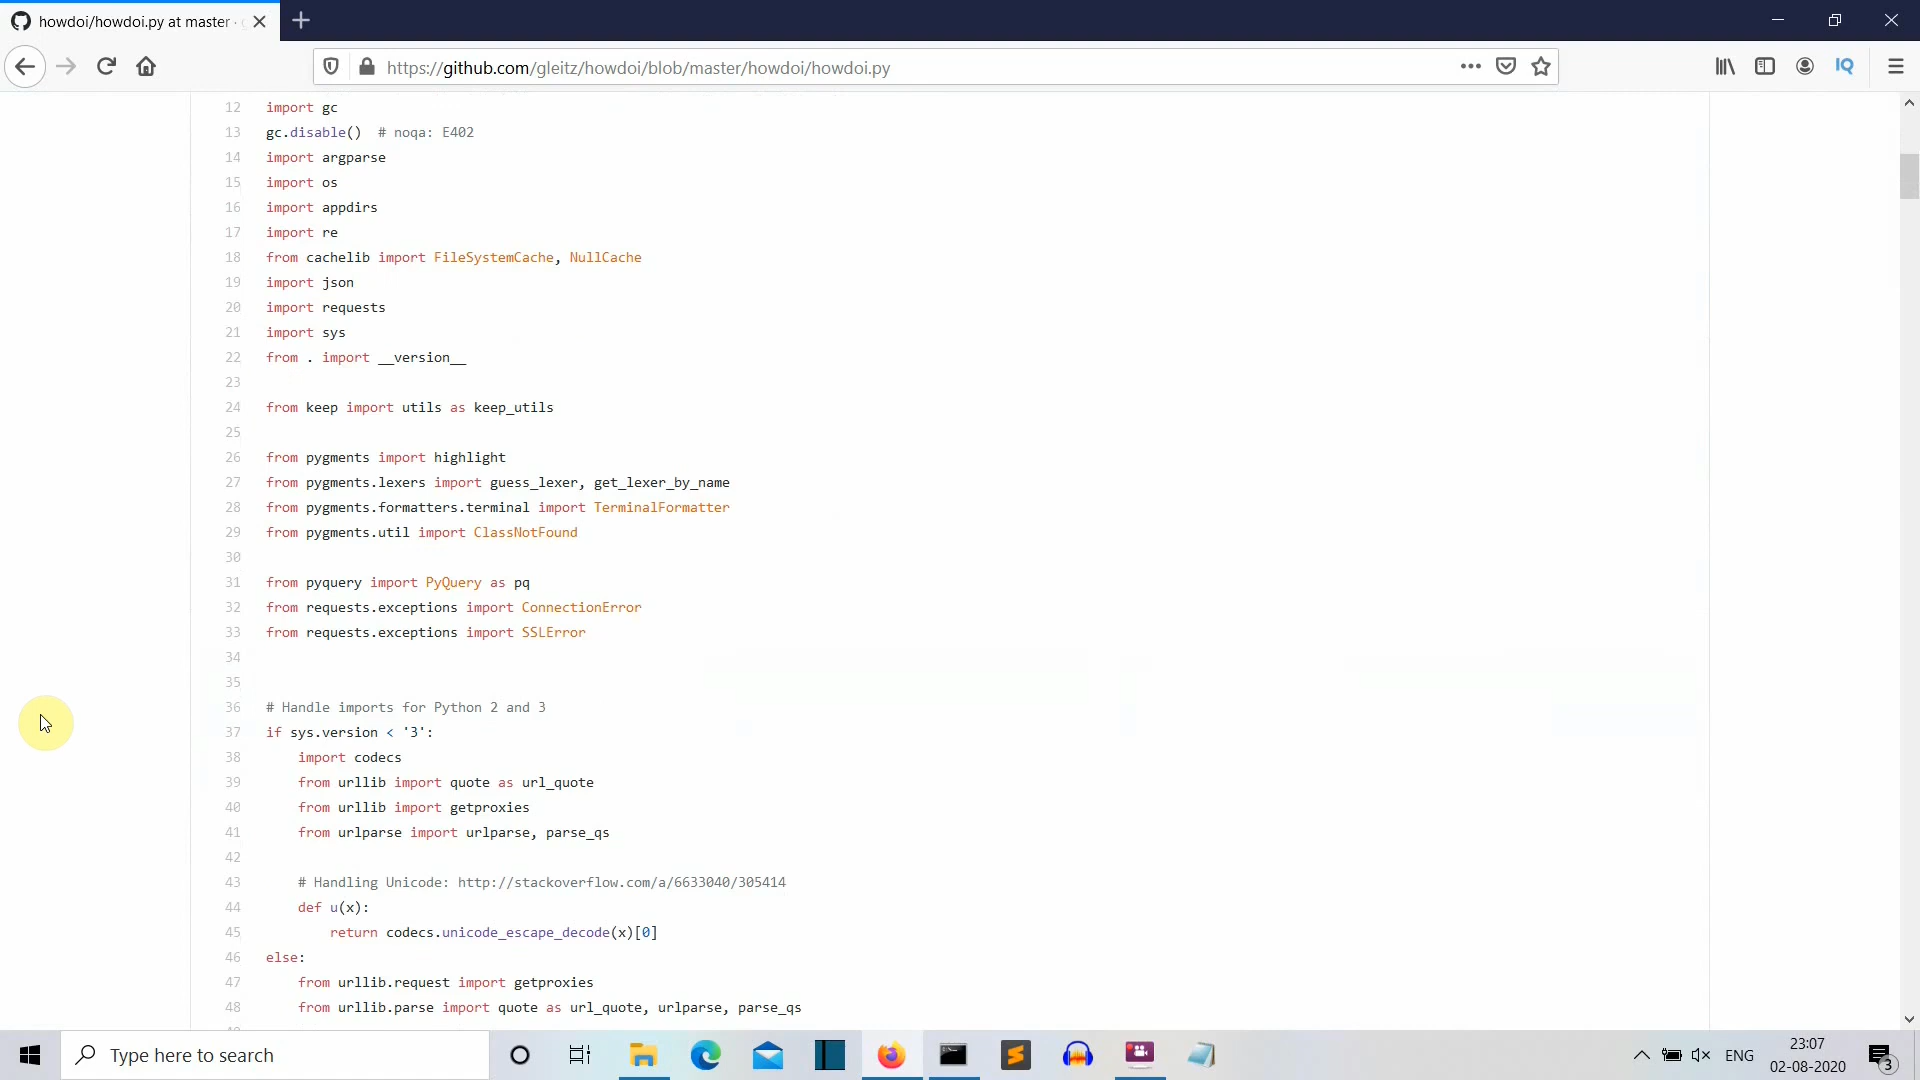 howdoi/howdoi.py at master ·
https://github.com/gleitz/howdoi/blob/master/howdoi/howdoi.py
IQ
12 import gc
13 gc.disable()  # noqa: E402
14 import argparse
15 import os
16 import appdirs
17 import re
18 from cachelib import FileSystemCache, NullCache
19 import json
20 import requests
21 import sys
22 from . import __version__
23
24 from keep import utils as keep_utils
25
26 from pygments import highlight
27 from pygments.lexers import guess_lexer, get_lexer_by_name
28 from pygments.formatters.terminal import TerminalFormatter
29 from pygments.util import ClassNotFound
30
31 from pyquery import PyQuery as pq
32 from requests.exceptions import ConnectionError
33 from requests.exceptions import SSLError
34
35
36 # Handle imports for Python 2 and 3
37 if sys.version < '3':
38     import codecs
39     from urllib import quote as url_quote
40     from urllib import getproxies
41     from urlparse import urlparse, parse_qs
42
43     # Handling Unicode: http://stackoverflow.com/a/6633040/305414
44     def u(x):
45         return codecs.unicode_escape_decode(x)[0]
46 else:
47     from urllib.request import getproxies
48     from urllib.parse import quote as url_quote, urlparse, parse_qs
Type here to search
ENG
23:07
02-08-2020
3